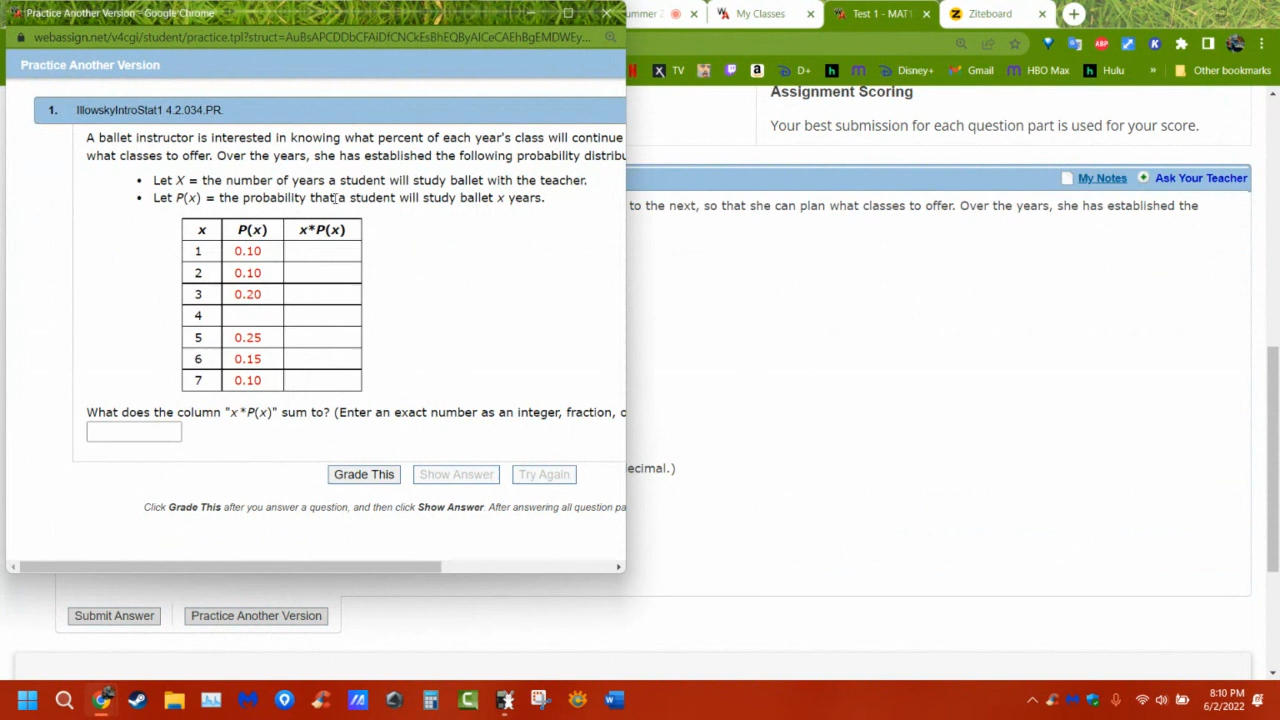 Practice Another Version - Google Chrome
ummer 2
My Classes
Test 1 - MAT1
Ziteboard
webassign.net/v4cgi/student/practice.tpl?struct=AuBsAPCDDbCFAiDfCNCkEsBhEQByAICeCAEhBgEMDWEy...
TV
D+
Disney+
Gmail
HBO Max
Hulu
»
Other bookmarks
Practice Another Version
Assignment Scoring
Your best submission for each question part is used for your score.
1. IllowskyIntroStat1 4.2.034.PR.
My Notes
Ask Your Teacher
A ballet instructor is interested in knowing what percent of each year's class will continue
what classes to offer. Over the years, she has established the following probability distribu
• Let X = the number of years a student will study ballet with the teacher.
• Let P(x) = the probability that a student will study ballet x years.
to the next, so that she can plan what classes to offer. Over the years, she has established the
x P(x) x*P(x)
1 0.10
2 0.10
3 0.20
4
5 0.25
6 0.15
7 0.10
What does the column "x*P(x)" sum to? (Enter an exact number as an integer, fraction, o
ecimal.)
Grade This
Show Answer
Try Again
Click Grade This after you answer a question, and then click Show Answer. After answering all question pa
Submit Answer
Practice Another Version
8:10 PM
6/2/2022